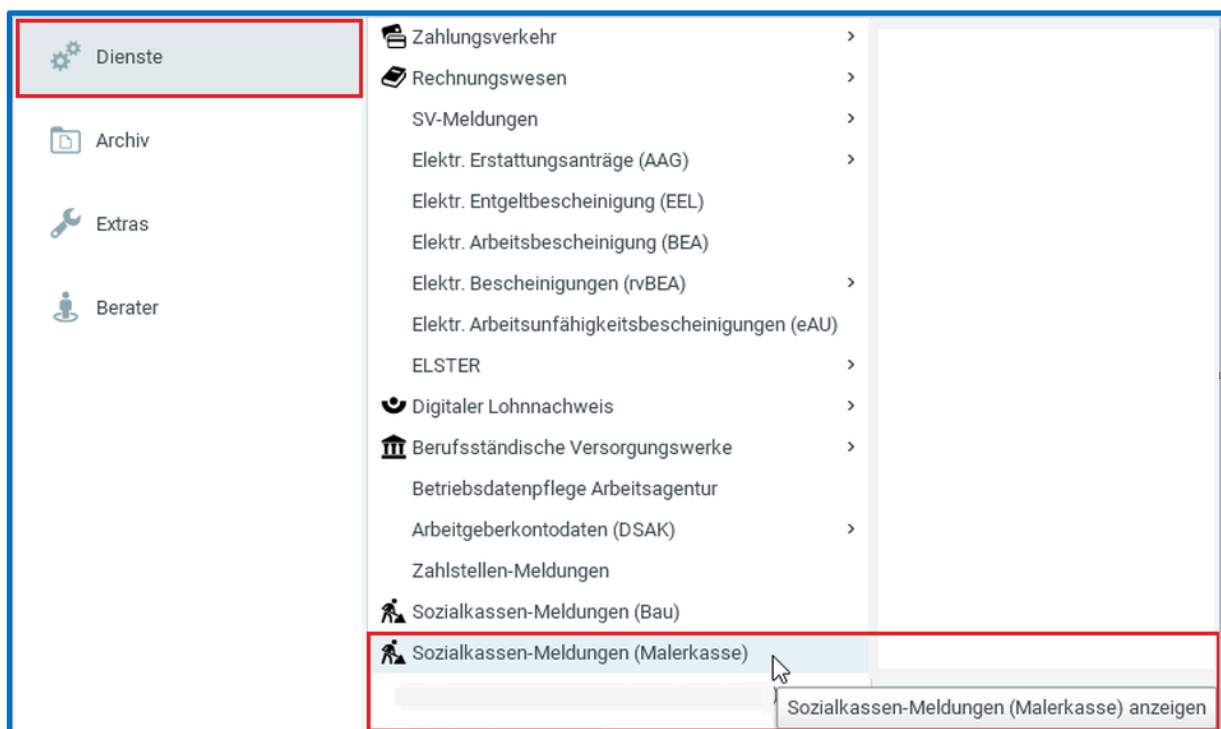 Dienste
Archiv
Extras
Berater
Zahlungsverkehr
Rechnungswesen
SV-Meldungen
Elektr. Erstattungsanträge (AAG)
Elektr. Entgeltbescheinigung (EEL)
Elektr. Arbeitsbescheinigung (BEA)
Elektr. Bescheinigungen (rvBEA)
Elektr. Arbeitsunfähigkeitsbescheinigungen (eAU)
ELSTER
Digitaler Lohnnachweis
Berufsständische Versorgungswerke
Betriebsdatenpflege Arbeitsagentur
Arbeitgeberkontodaten (DSAK)
Zahlstellen-Meldungen
Sozialkassen-Meldungen (Bau)
Sozialkassen-Meldungen (Malerkasse)
Sozialkassen-Meldungen (Malerkasse) anzeigen